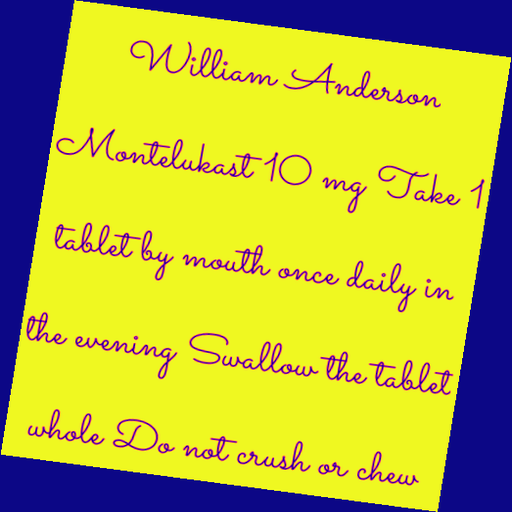 William Anderson
Montelukast 10 mg Take 1
tablet by mouth once daily in
the evening Swallow the tablet
whole Do not crush or chew